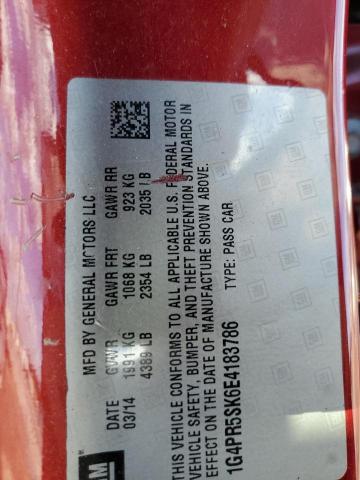 GM
MFD BY GENERAL MOTORS LLC
DATE GVWR GAWR FRT GAWR RR
03/14 1991 KG 1068 KG 923 KG
4389 LB 2354 LB 2035 LB
THIS VEHICLE CONFORMS TO ALL APPLICABLE U.S. FEDERAL MOTOR
VEHICLE SAFETY, BUMPER, AND THEFT PREVENTION STANDARDS IN
EFFECT ON THE DATE OF MANUFACTURE SHOWN ABOVE.
1G4PR5SK6E4183786 TYPE: PASS CAR